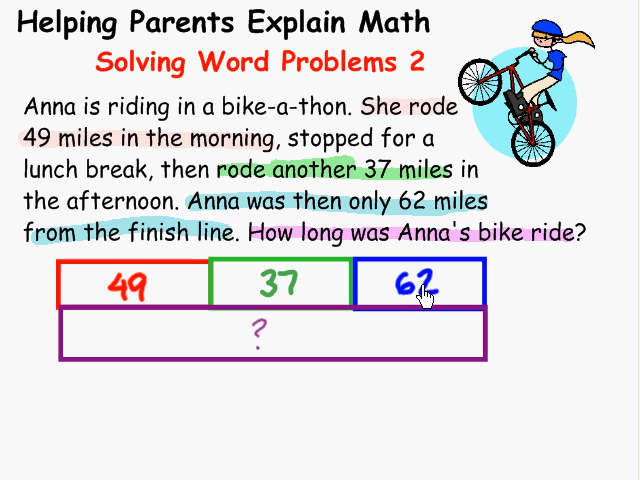 Helping Parents Explain Math
Solving Word Problems 2
Anna is riding in a bike-a-thon. She rode
49 miles in the morning, stopped for a
lunch break, then rode another 37 miles in
the afternoon. Anna was then only 62 miles
from the finish line. How long was Anna's bike ride?
49 37 62
?